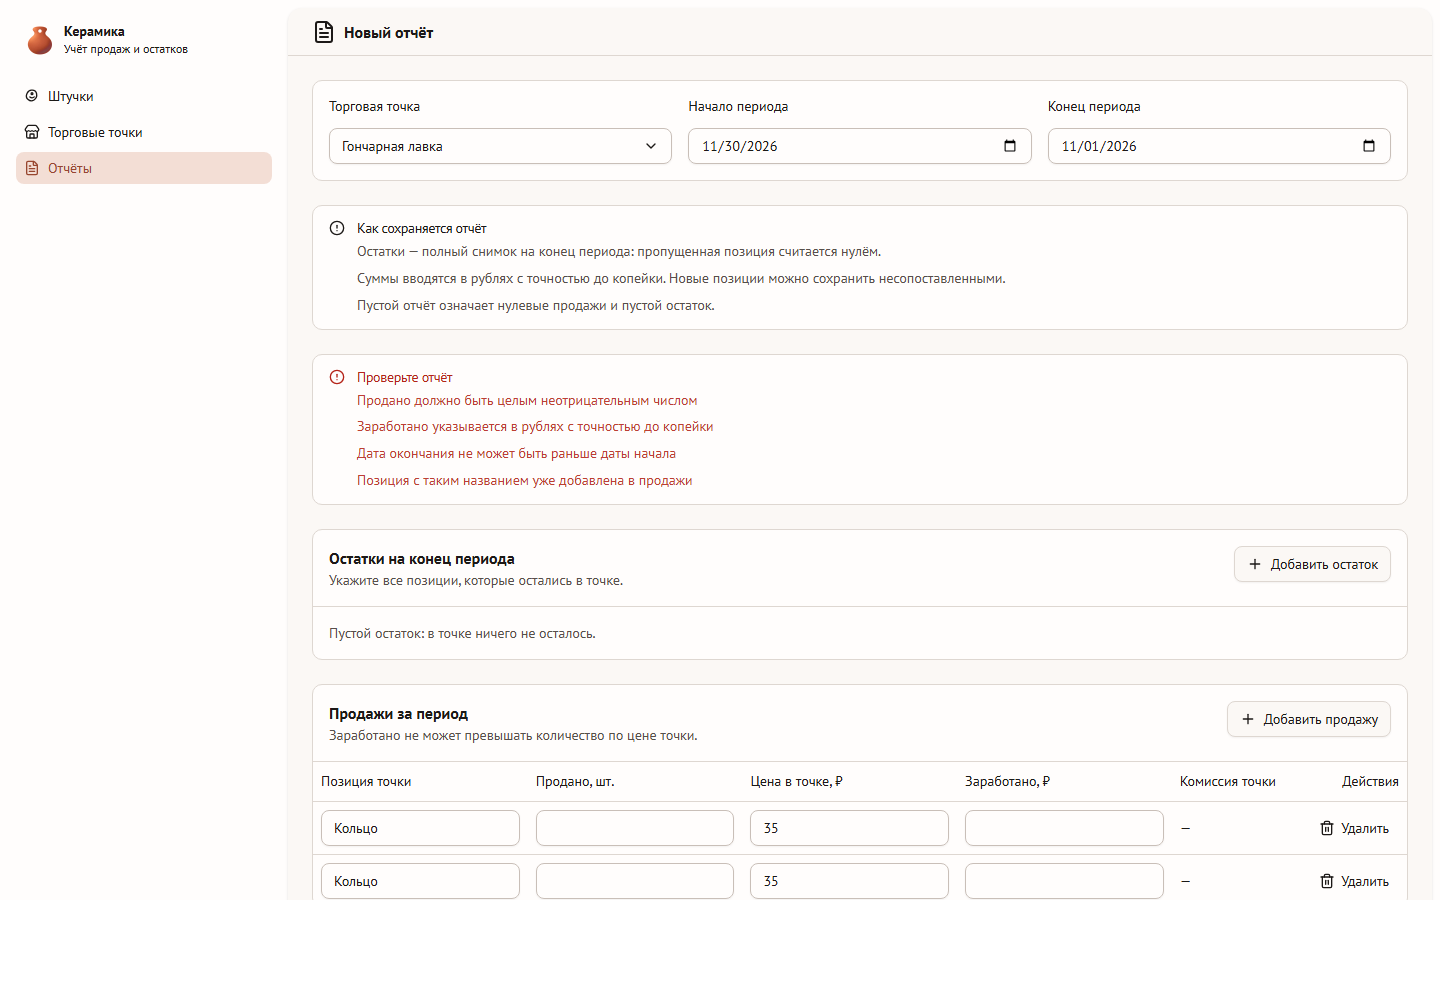 Керамика
Учёт продаж и остатков
Штучки
Торговые точки
Отчёты
Новый отчёт
Торговая точка
Начало периода
Конец периода
Гончарная лавка
11/30/2026
11/01/2026
Как сохраняется отчёт
Остатки — полный снимок на конец периода: пропущенная позиция считается нулём.
Суммы вводятся в рублях с точностью до копейки. Новые позиции можно сохранить несопоставленными.
Пустой отчёт означает нулевые продажи и пустой остаток.
Проверьте отчёт
Продано должно быть целым неотрицательным числом
Заработано указывается в рублях с точностью до копейки
Дата окончания не может быть раньше даты начала
Позиция с таким названием уже добавлена в продажи
Остатки на конец периода
Укажите все позиции, которые остались в точке.
Добавить остаток
Пустой остаток: в точке ничего не осталось.
Продажи за период
Заработано не может превышать количество по цене точки.
Добавить продажу
Позиция точки Продано, шт. Цена в точке, ₽ Заработано, ₽ Комиссия точки Действия
Кольцо 35 — Удалить
Кольцо 35 — Удалить